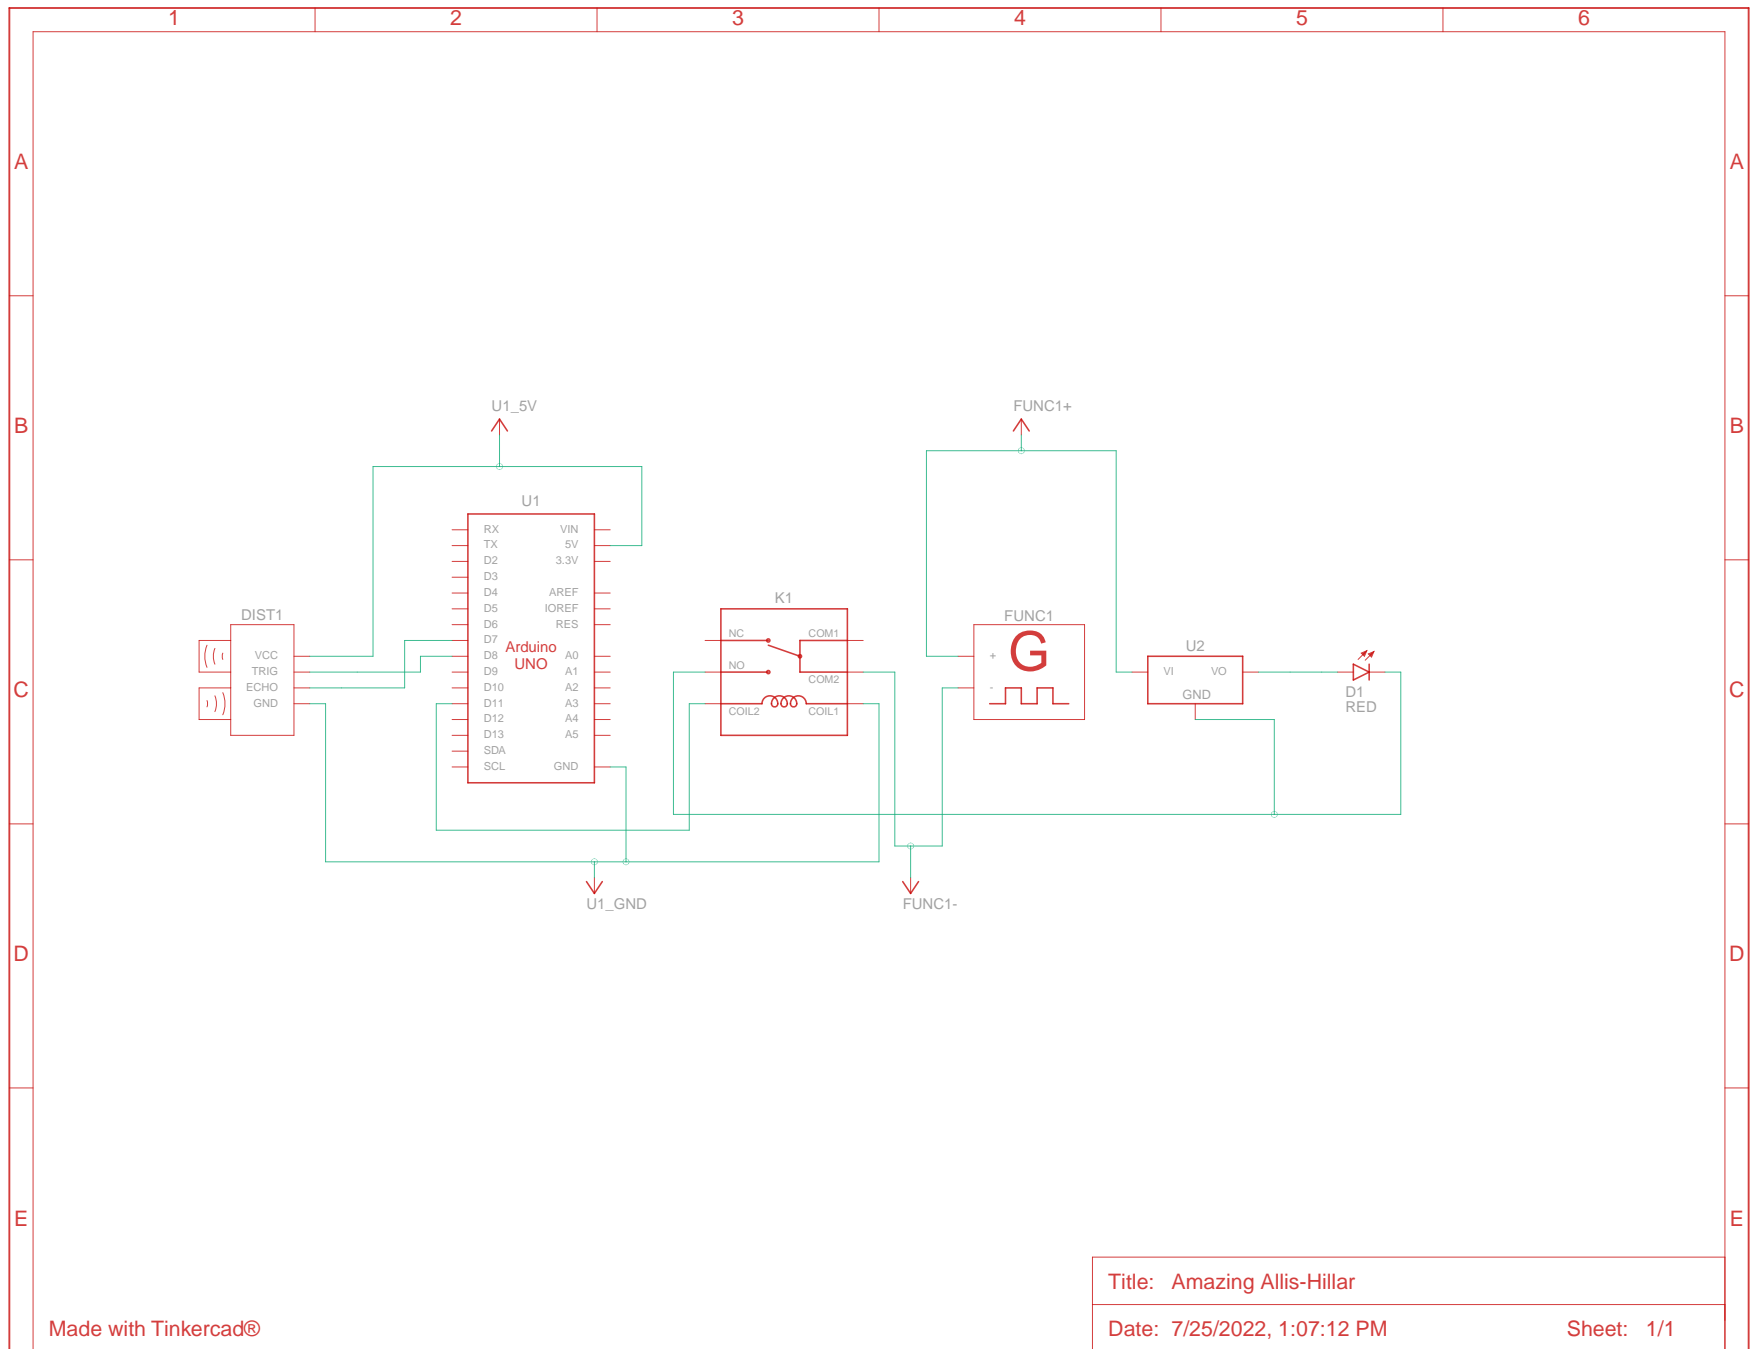 1 2 3 4 5 6
A A
B B
C C
D D
E E
U1_5V
FUNC1+
U1
RX VIN
TX 5V
D2 3.3V
D3
D4 AREF
D5 IOREF
D6 RES
D7
D8 A0
D9 A1
D10 A2
D11 A3
D12 A4
D13 A5
SDA
SCL GND
Arduino
UNO
DIST1
VCC
TRIG
ECHO
GND
K1
NC COM1
NO COM2
COIL2 COIL1
FUNC1
+
G
-
U2
VI VO
GND
D1
RED
U1_GND
FUNC1-
Title: Amazing Allis-Hillar
Made with Tinkercad®
Date: 7/25/2022, 1:07:12 PM Sheet: 1/1